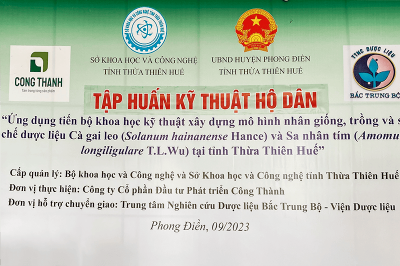 SỞ KHOA HỌC VÀ CÔNG NGHỆ
TỈNH THỪA THIÊN HUẾ
UBND HUYỆN PHONG ĐIỀN
TỈNH THỪA THIÊN HUẾ
CONG THANH
TTNC DƯỢC LIỆU
BẮC TRUNG BỘ
TẬP HUẤN KỸ THUẬT HỘ DÂN
"Ứng dụng tiến bộ khoa học kỹ thuật xây dựng mô hình nhân giống, trồng và s
chế dược liệu Cà gai leo (Solanum hainanense Hance) và Sa nhân tím (Amomu
longiligulare T.L.Wu) tại tỉnh Thừa Thiên Huế"
Cấp quản lý: Bộ khoa học và Công nghệ và Sở Khoa học và Công nghệ tỉnh Thừa Thiên Huế
Đơn vị thực hiện: Công ty Cổ phần Đầu tư Phát triển Công Thành
Đơn vị hỗ trợ chuyển giao: Trung tâm Nghiên cứu Dược liệu Bắc Trung Bộ - Viện Dược liệu
Phong Điền, 09/2023